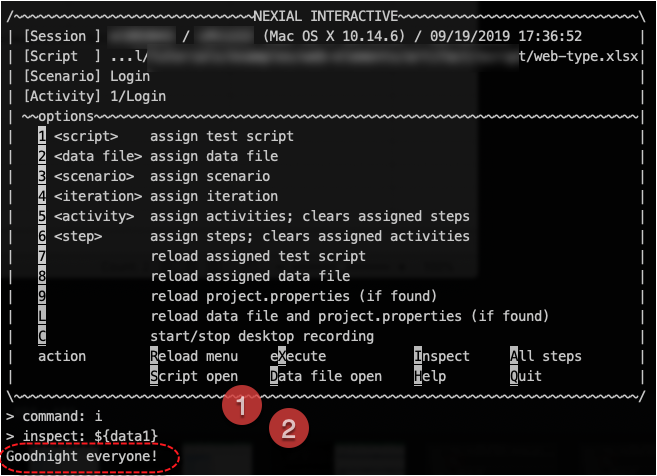 /~~~~~~~~~~~~~~~~~~~~~~~~~~~~~~NEXIAL INTERACTIVE~~~~~~~~~~~~~~~~~~~~~~~~~~~~~~\
| [Session ] / (Mac OS X 10.14.6) / 09/19/2019 17:36:52 |
| [Script ] ...l/ t/web-type.xlsx|
| [Scenario] Login |
| [Activity] 1/Login |
| ~~options~~~~~~~~~~~~~~~~~~~~~~~~~~~~~~~~~~~~~~~~~~~~~~~~~~~~~~~~~~~~~~~~~~~~|
| 1 <script> assign test script |
| 2 <data file> assign data file |
| 3 <scenario> assign scenario |
| 4 <iteration> assign iteration |
| 5 <activity> assign activities; clears assigned steps |
| 6 <step> assign steps; clears assigned activities |
| 7 reload assigned test script |
| 8 reload assigned data file |
| 9 reload project.properties (if found) |
| L reload data file and project.properties (if found) |
| C start/stop desktop recording |
| action Reload menu eXecute Inspect All steps |
| Script open Data file open Help Quit |
\~~~~~~~~~~~~~~~~~~~~~~~~~~~~~~~~~~~~~~~~~~~~~~~~~~~~~~~~~~~~~~~~~~~~~~~~~~~~~~/
> command: i 1
> inspect: ${data1} 2
Goodnight everyone!